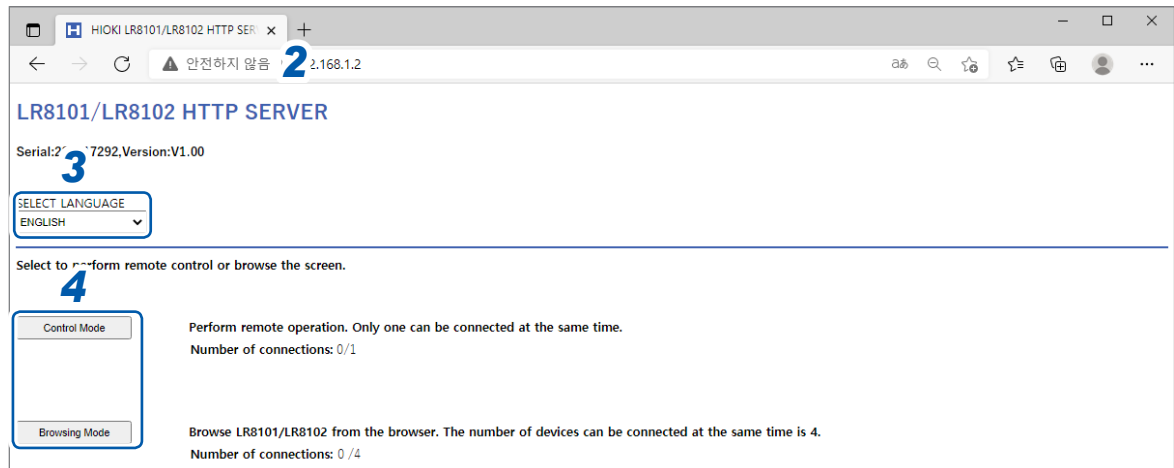 HIOKI LR8101/LR8102 HTTP SER
안전하지 않음 2 2.168.1.2 aあ
LR8101/LR8102 HTTP SERVER
Serial:2 7292,Version:V1.00
3
SELECT LANGUAGE
ENGLISH
Select to perform remote control or browse the screen.
4
Control Mode Perform remote operation. Only one can be connected at the same time.
Number of connections: 0/1
Browsing Mode Browse LR8101/LR8102 from the browser. The number of devices can be connected at the same time is 4.
Number of connections: 0 /4